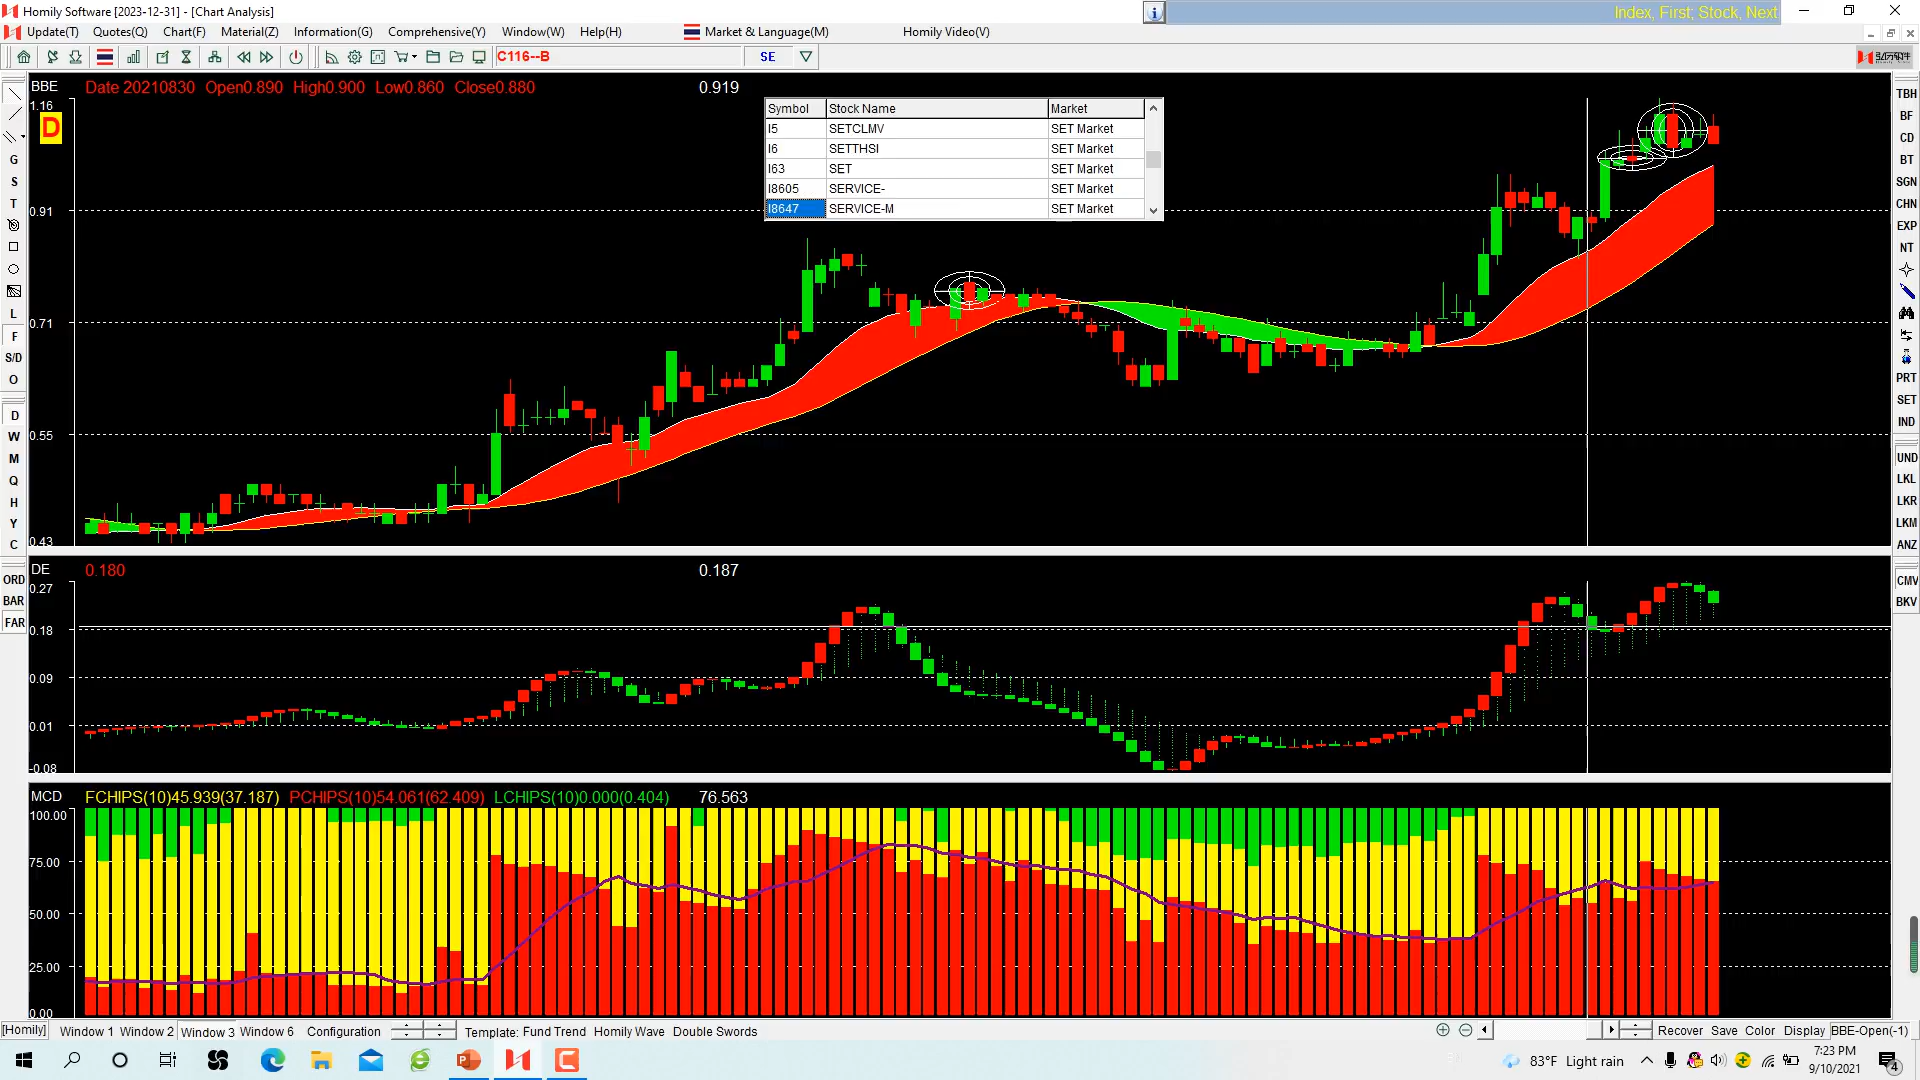 Homily Software [2023-12-31] - [Chart Analysis]
Index, First; Stock, Next
Update(T) Quotes(Q) Chart(F) Material(Z) Information(G) Comprehensive(Y) Window(W) Help(H) Market & Language(M) Homily Video(V)
C116--B SE
BBE Date 20210830 Open0.890 High0.900 Low0.860 Close0.880 0.919
1.16
D
0.91
0.71
0.55
0.43
Symbol Stock Name Market
I5 SETCLMV SET Market
I6 SETTHSI SET Market
I63 SET SET Market
I8605 SERVICE- SET Market
I8647 SERVICE-M SET Market
G
S
T
L
F
S/D
O
D
W
M
Q
H
Y
C
ORD
BAR
FAR
TBH
BF
CD
BT
SGN
CHN
EXP
NT
PRT
SET
IND
UND
LKL
LKR
LKM
ANZ
CMV
BKV
DE 0.180 0.187
0.27
0.18
0.09
0.01
-0.08
MCD FCHIPS(10)45.939(37.187) PCHIPS(10)54.061(62.409) LCHIPS(10)0.000(0.404) 76.563
100.00
75.00
50.00
25.00
0.00
[Homily] Window 1 Window 2 Window 3 Window 6 Configuration Template: Fund Trend Homily Wave Double Swords Recover Save Color Display BBE-Open(-1)
83°F Light rain
7:23 PM
9/10/2021
4